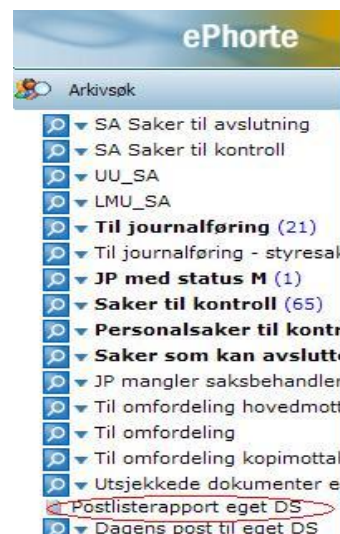 ePhorte
Arkivsøk
SA Saker til avslutning
SA Saker til kontroll
UU_SA
LMU_SA
Til journalføring (21)
Til journalføring - styresak
JP med status M (1)
Saker til kontroll (65)
Personalsaker til kontr
Saker som kan avslutte
JP mangler saksbehandler
Til omfordeling hovedmott
Til omfordeling
Til omfordeling kopimottal
Utsjekkede dokumenter e
Postlisterapport eget DS
Dagens post til eget DS